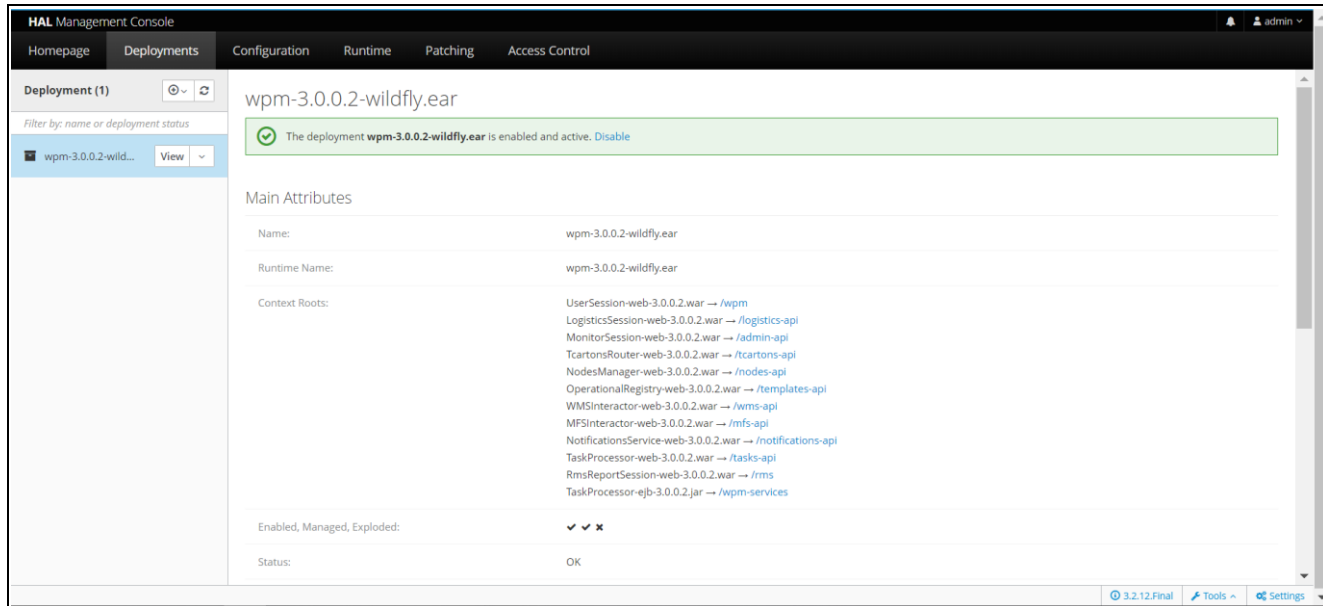 HAL Management Console
admin
Homepage Deployments Configuration Runtime Patching Access Control
Deployment (1)
Filter by: name or deployment status
wpm-3.0.0.2-wild... View
wpm-3.0.0.2-wildfly.ear
The deployment wpm-3.0.0.2-wildfly.ear is enabled and active. Disable
Main Attributes
Name: wpm-3.0.0.2-wildfly.ear
Runtime Name: wpm-3.0.0.2-wildfly.ear
Context Roots: UserSession-web-3.0.0.2.war → /wpm
LogisticsSession-web-3.0.0.2.war → /logistics-api
MonitorSession-web-3.0.0.2.war → /admin-api
TcartonsRouter-web-3.0.0.2.war → /tcartons-api
NodesManager-web-3.0.0.2.war → /nodes-api
OperationalRegistry-web-3.0.0.2.war → /templates-api
WMSInteractor-web-3.0.0.2.war → /wms-api
MFSInteractor-web-3.0.0.2.war → /mfs-api
NotificationsService-web-3.0.0.2.war → /notifications-api
TaskProcessor-web-3.0.0.2.war → /tasks-api
RmsReportSession-web-3.0.0.2.war → /rms
TaskProcessor-ejb-3.0.0.2.jar → /wpm-services
Enabled, Managed, Exploded:
Status: OK
3.2.12.Final Tools Settings